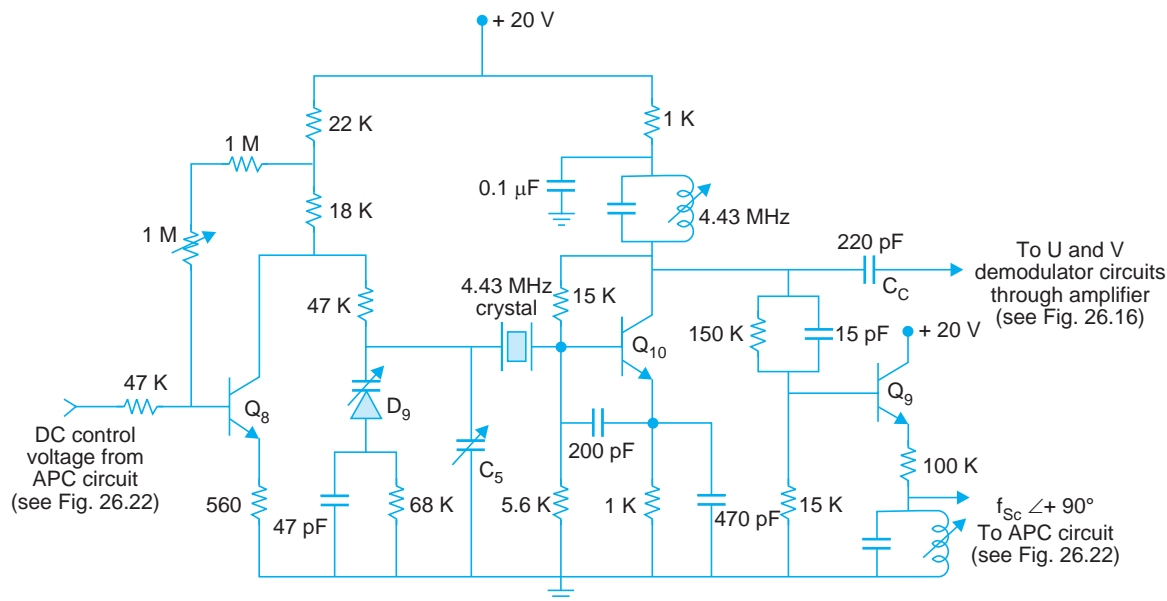 + 20 V
22 K
1 K
1 M
0.1 μF
18 K
4.43 MHz
1 M
220 pF
To U and V
demodulator circuits
through amplifier
(see Fig. 26.16)
4.43 MHz
crystal
15 K
C_C
47 K
150 K
15 pF
+ 20 V
Q_10
47 K
Q_8
D_9
Q_9
DC control
voltage from
APC circuit
(see Fig. 26.22)
C_5
200 pF
100 K
560
47 pF
68 K
5.6 K
1 K
470 pF
15 K
f_Sc ∠+ 90°
To APC circuit
(see Fig. 26.22)